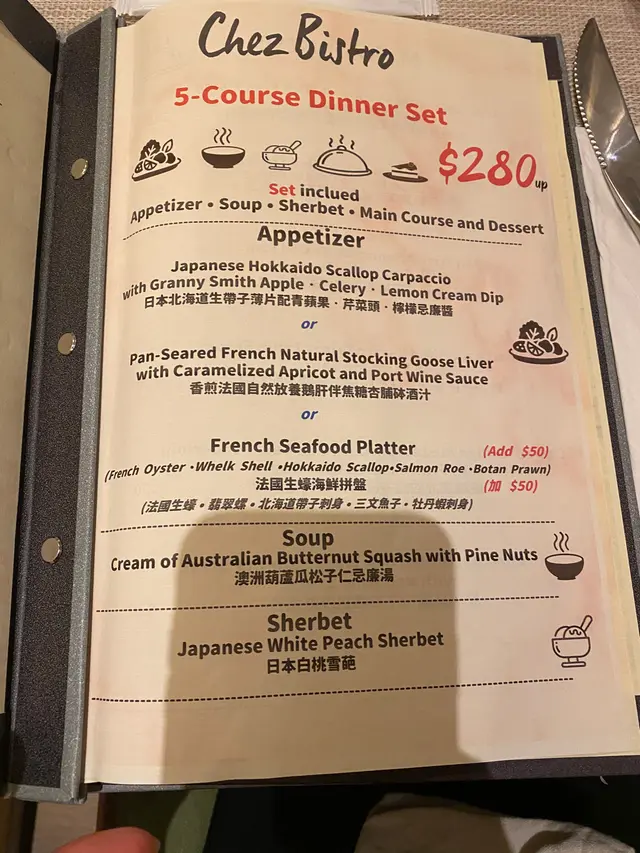 Chez Bistro
5-Course Dinner Set
$280up
Set inclued
Appetizer • Soup • Sherbet • Main Course and Dessert
Appetizer
Japanese Hokkaido Scallop Carpaccio
with Granny Smith Apple · Celery · Lemon Cream Dip
日本北海道生帶子薄片配青蘋果 · 芹菜頭 · 檸檬忌廉醬
or
Pan-Seared French Natural Stocking Goose Liver
with Caramelized Apricot and Port Wine Sauce
香煎法國自然放養鵝肝伴焦糖杏脯砵酒汁
or
French Seafood Platter (Add $50)
(French Oyster •Whelk Shell •Hokkaido Scallop•Salmon Roe •Botan Prawn)
法國生蠔海鮮拼盤 (加 $50)
(法國生蠔 • 翡翠螺 • 北海道帶子刺身 • 三文魚子 • 牡丹蝦刺身)
Soup
Cream of Australian Butternut Squash with Pine Nuts
澳洲葫蘆瓜松子仁忌廉湯
Sherbet
Japanese White Peach Sherbet
日本白桃雪葩